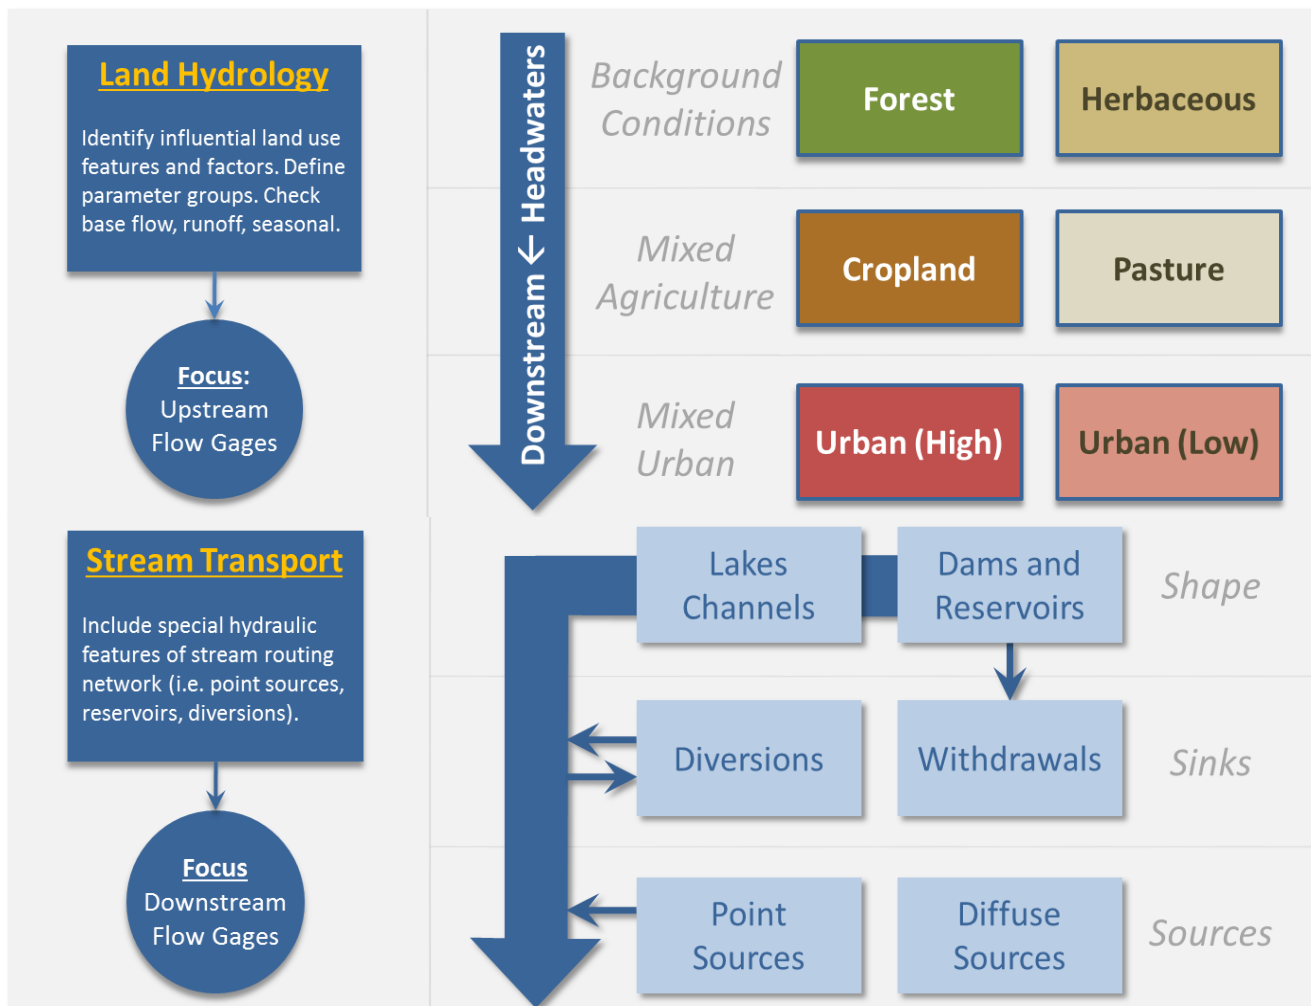 Land Hydrology
Identify influential land use
features and factors. Define
parameter groups. Check
base flow, runoff, seasonal.
Focus:
Upstream
Flow Gages
Downstream ← Headwaters
Background
Conditions
Forest
Herbaceous
Mixed
Agriculture
Cropland
Pasture
Mixed
Urban
Urban (High)
Urban (Low)
Stream Transport
Include special hydraulic
features of stream routing
network (i.e. point sources,
reservoirs, diversions).
Focus
Downstream
Flow Gages
Lakes
Channels
Dams and
Reservoirs
Shape
Diversions
Withdrawals
Sinks
Point
Sources
Diffuse
Sources
Sources